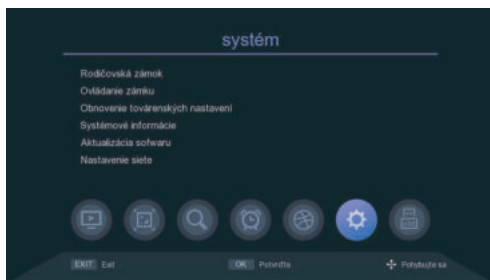 systém
Rodičovská zámok
Ovládanie zámku
Obnovenie továrenských nastavení
Systémové informácie
Aktualizácia sofwaru
Nastavenie siete
EXIT Exit OK Potvrďte Pohybujte sa